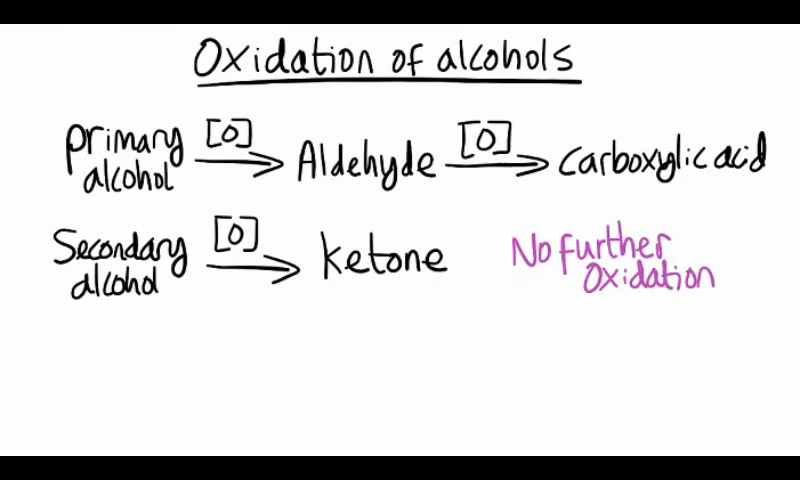 Oxidation of alcohols
Primary alcohol [O] Aldehyde [O] Carboxylic acid
Secondary alcohol [O] Ketone No further oxidation